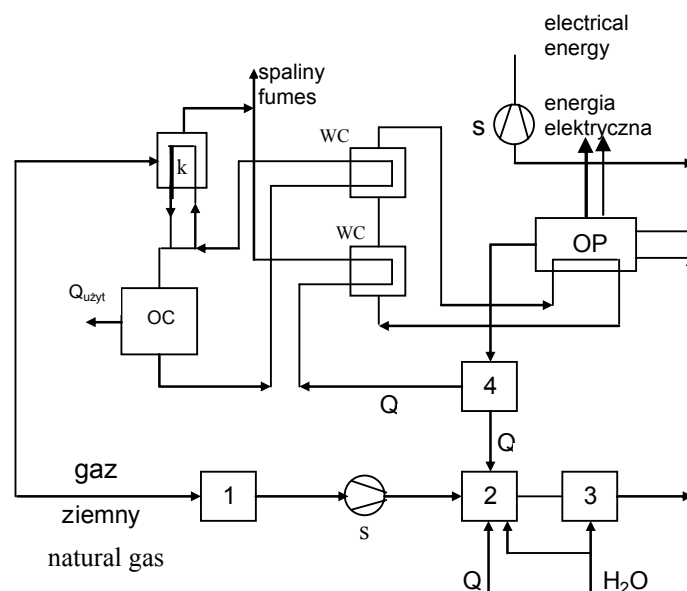 electrical
energy
spaliny
fumes
energia
elektryczna
s
WC
k
WC
OP
Qużyt
OC
4
Q
Q
gaz
1
2
3
ziemny
s
natural gas
Q
H₂O